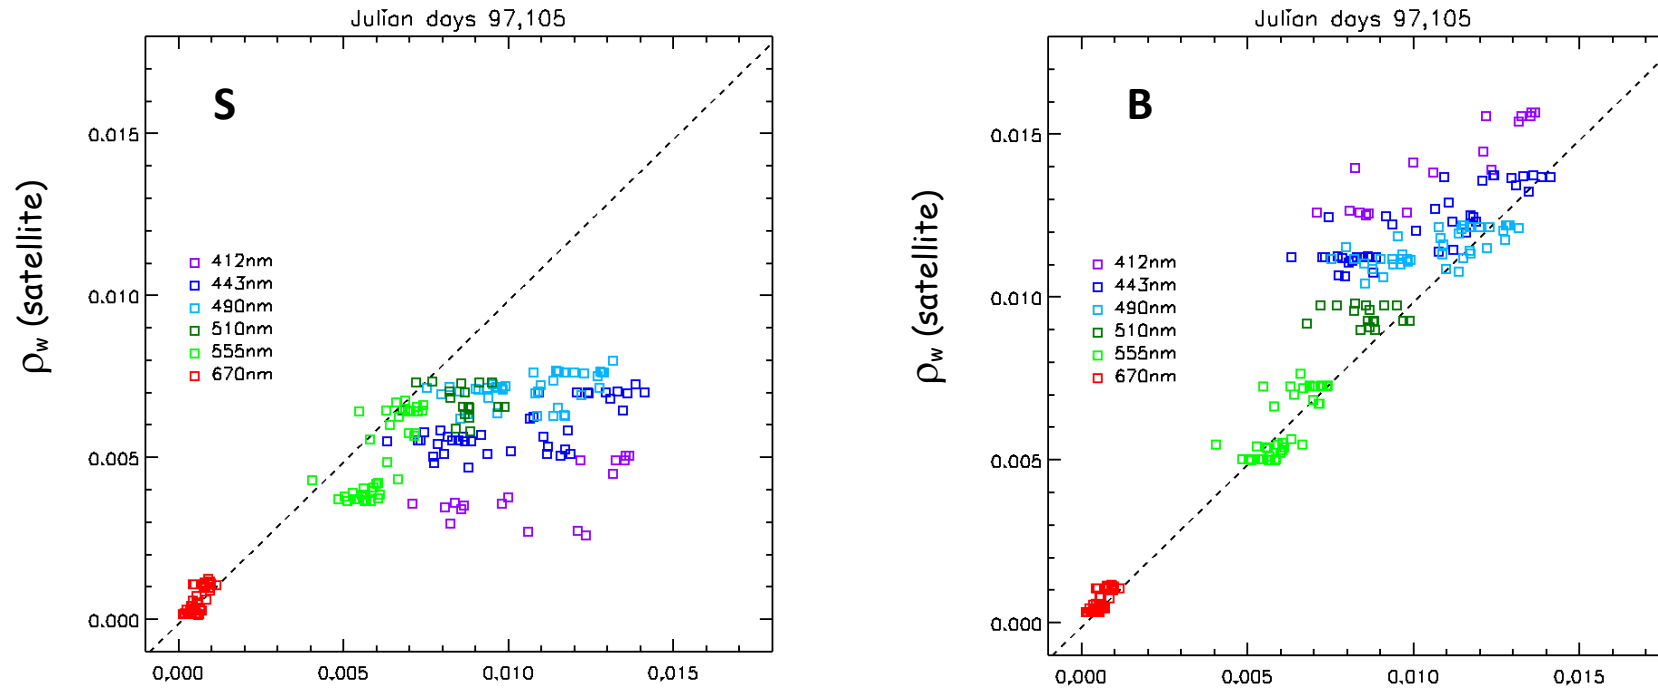 Julian days 97,105
S
0.015
0.010
0.005
0.000
ρw (satellite)
412nm
443nm
490nm
510nm
555nm
670nm
0.000 0.005 0.010 0.015
Julian days 97,105
B
0.015
0.010
0.005
0.000
ρw (satellite)
412nm
443nm
490nm
510nm
555nm
670nm
0.000 0.005 0.010 0.015